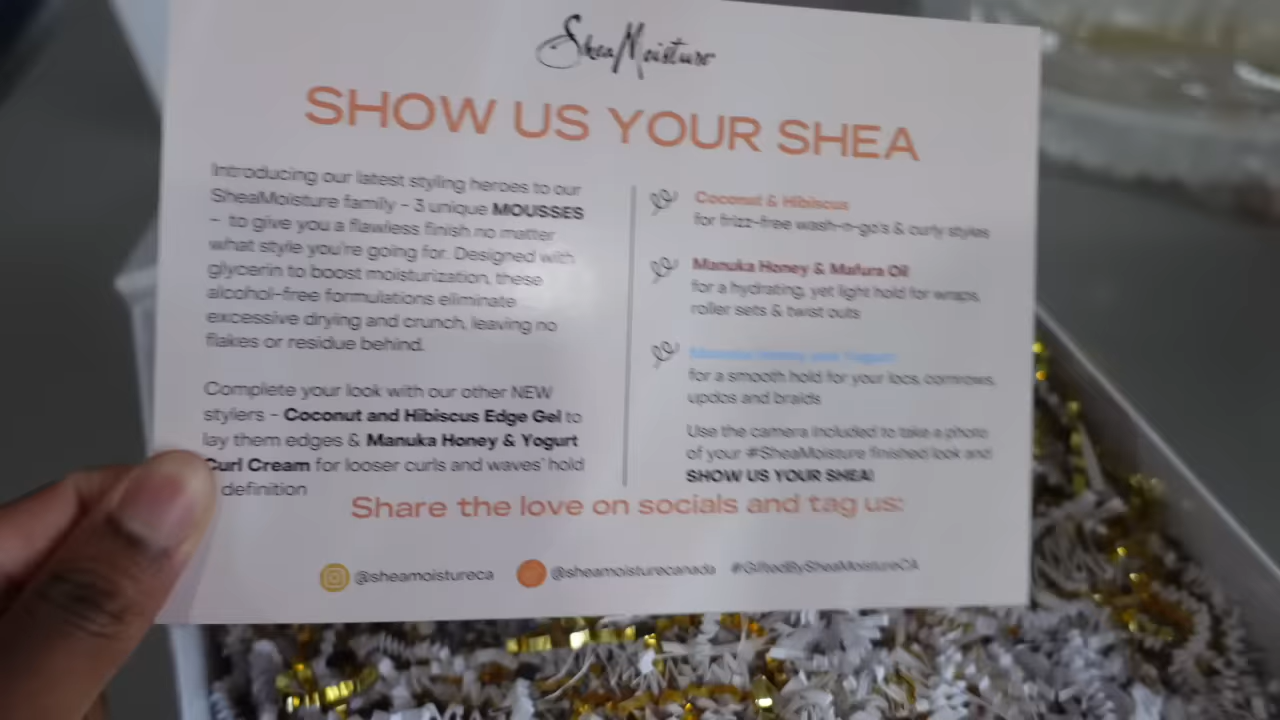 SheaMoisture
SHOW US YOUR SHEA
Introducing our latest styling heroes to our
SheaMoisture family - 3 unique MOUSSES
- to give you a flawless finish no matter
what style you're going for. Designed with
glycerin to boost moisturization, these
alcohol-free formulations eliminate
excessive drying and crunch, leaving no
flakes or residue behind.
Complete your look with our other NEW
stylers - Coconut and Hibiscus Edge Gel to
lay them edges & Manuka Honey & Yogurt
Curl Cream for looser curls and waves' hold
definition
Coconut & Hibiscus
for frizz-free wash-n-go's & curly styles
Manuka Honey & Mafura Oil
for a hydrating, yet light hold for wraps,
roller sets & twist outs
Manuka Honey and Yogurt
for a smooth hold for your locs, cornrows,
updos and braids
Use the camera included to take a photo
of your #SheaMoisture finished look and
SHOW US YOUR SHEA!
Share the love on socials and tag us:
@sheamoistureca
@sheamoisturecanada
#GiftedBySheaMoistureCA